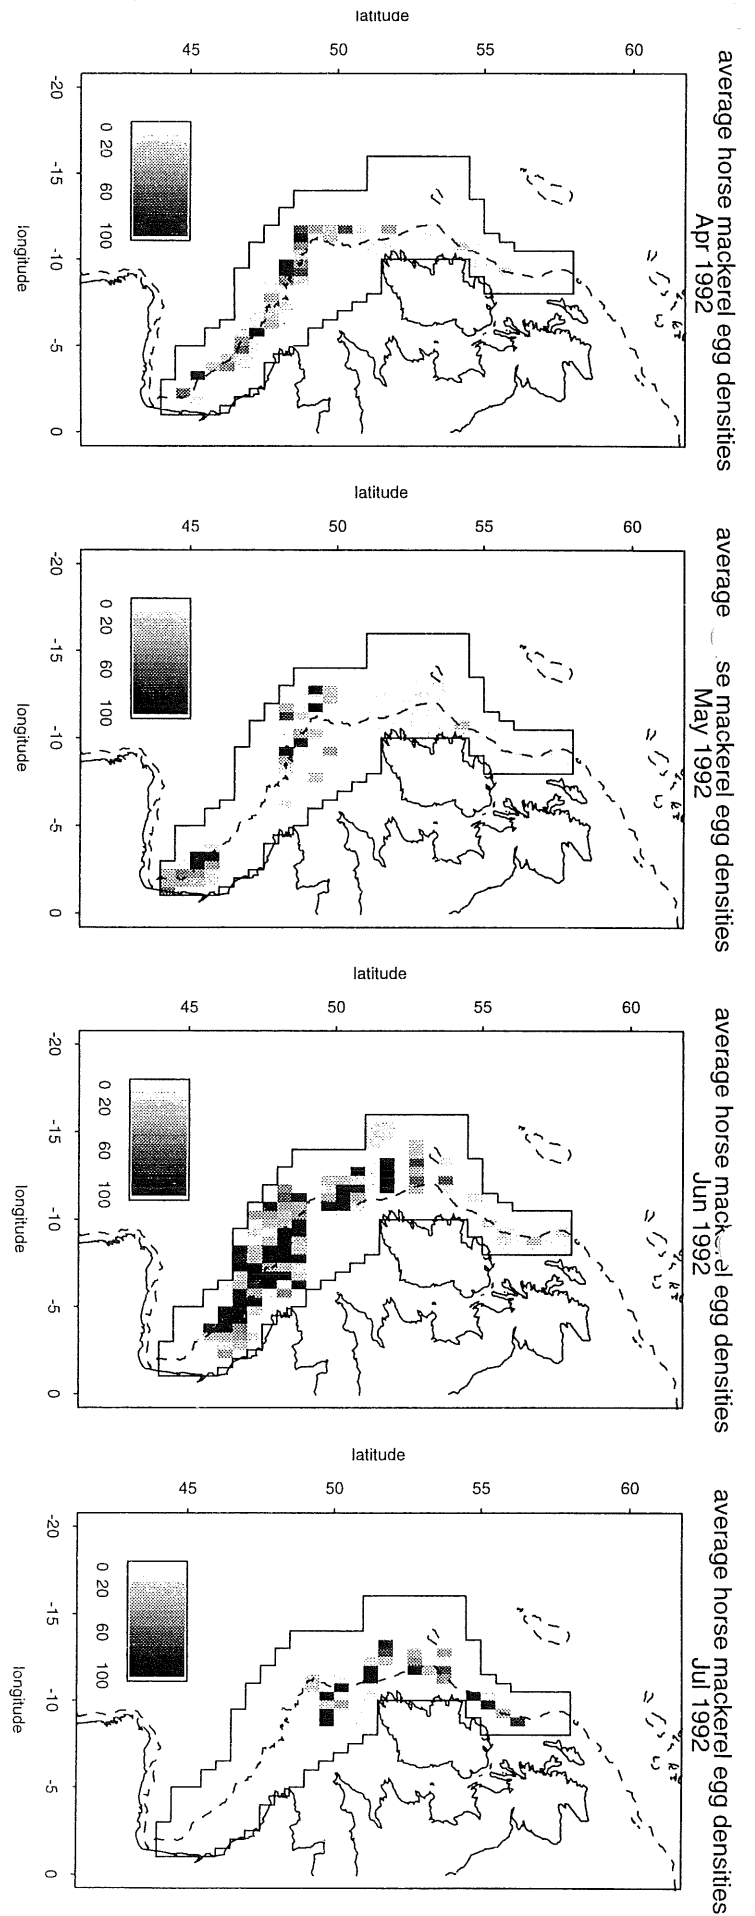 average horse mackerel egg densities
Apr 1992
latitude
45 50 55 60
-20
-15
-10
-5
0
longitude
0 20 60 100
average se mackerel egg densities
May 1992
latitude
45 50 55 60
-20
-15
-10
-5
0
longitude
0 20 60 100
average horse mack el egg densities
Jun 1992
latitude
45 50 55 60
-20
-15
-10
-5
0
longitude
0 20 60 100
average horse mackerel egg densities
Jul 1992
latitude
45 50 55 60
-20
-15
-10
-5
0
longitude
0 20 60 100